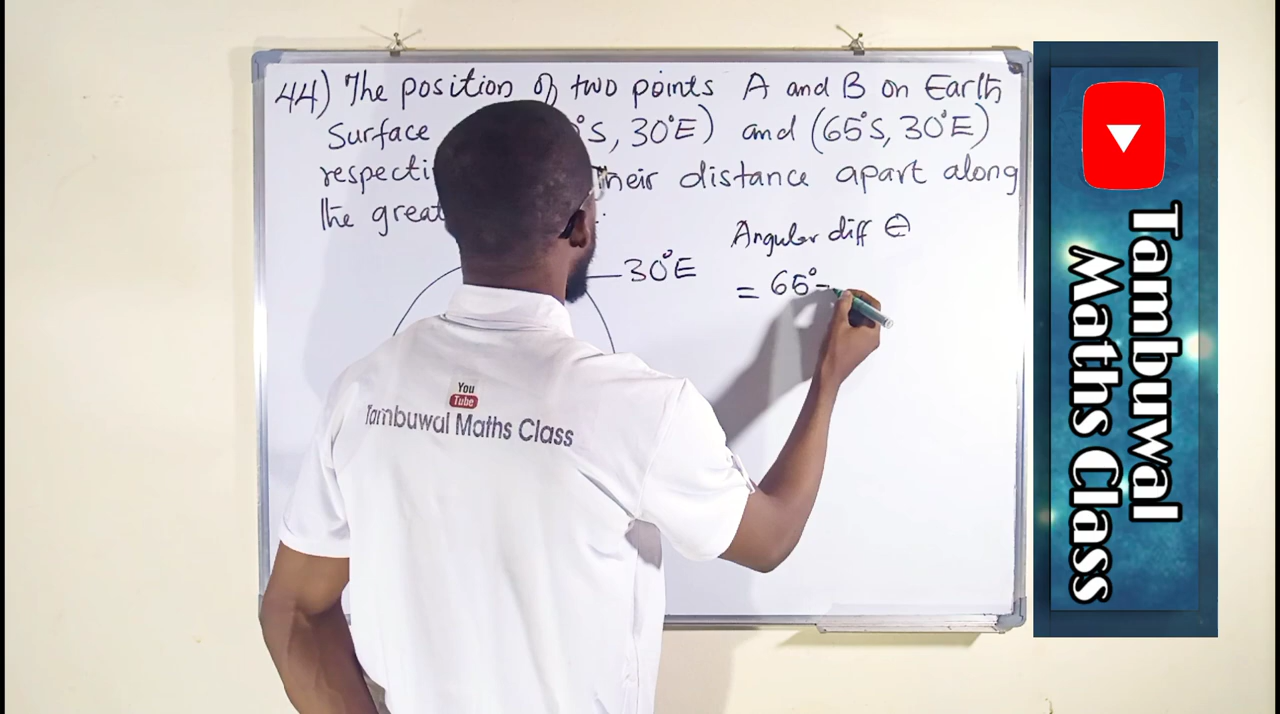 44) The position of two points A and B on Earth
Surface °S, 30°E) and (65°S, 30°E)
respecti their distance apart along
the great
30°E
Angular diff θ
= 65° -
You
Tube
Tambuwal Maths Class
Tambuwal
Maths Class